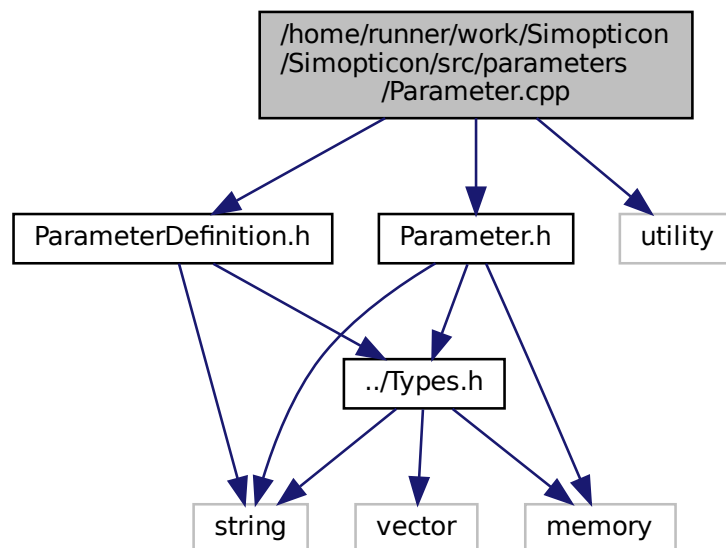 /home/runner/work/Simopticon
/Simopticon/src/parameters
/Parameter.cpp
ParameterDefinition.h
Parameter.h
utility
../Types.h
string
vector
memory